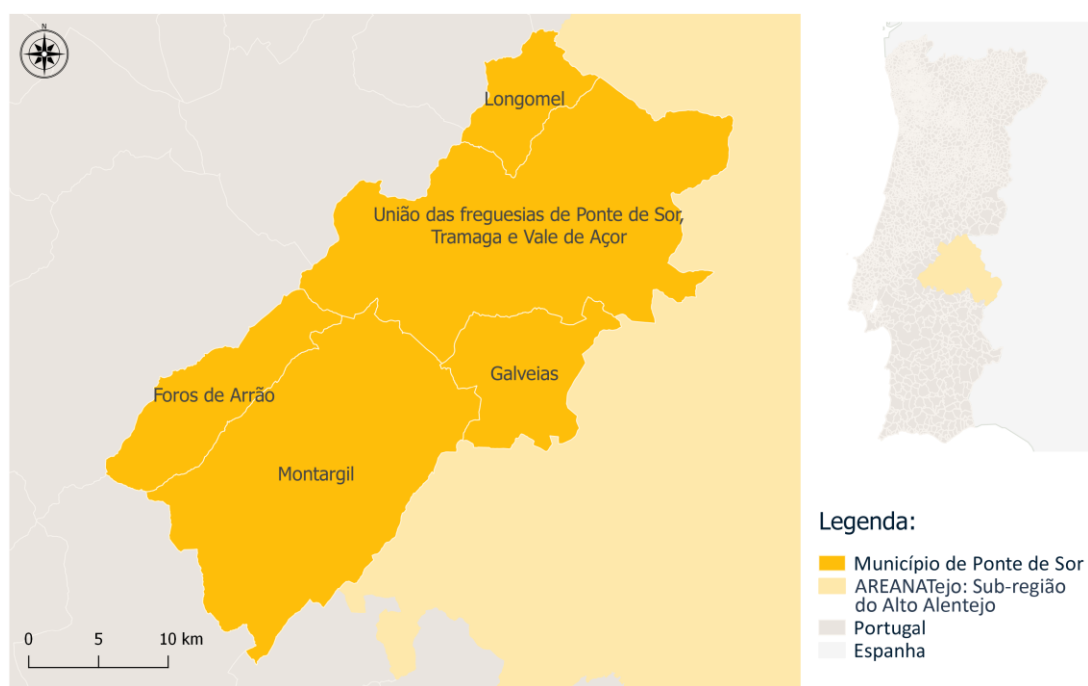 N
Longomel
União das freguesias de Ponte de Sor,
Tramaga e Vale de Açor
Galveias
Foros de Arrão
Montargil
0 5 10 km
Legenda:
Município de Ponte de Sor
AREANATejo: Sub-região
do Alto Alentejo
Portugal
Espanha